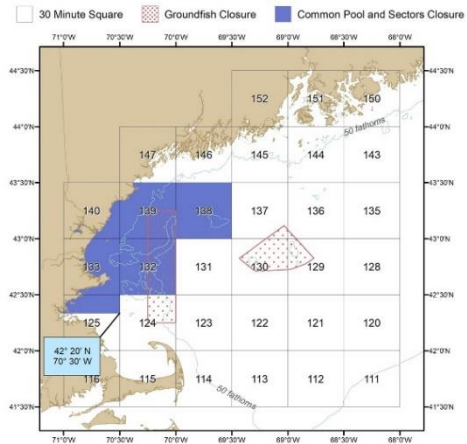 30 Minute Square Groundfish Closure Common Pool and Sectors Closure
71°0'W 70°30'W 70°0'W 69°30'W 69°0'W 68°30'W 68°0'W
44°30'N 44°30'N
152 151 150
44°0'N 44°0'N
50 fathoms
147 146 145 144 143
43°30'N 43°30'N
140 139 138 137 136 135
43°0'N 43°0'N
133 132 131 130 129 128
42°30'N 42°30'N
125 124 123 122 121 120
42° 20' N
70° 30' W
42°0'N 42°0'N
116 115 114 113 112 111
50 fathoms
41°30'N 41°30'N
71°0'W 70°30'W 70°0'W 69°30'W 69°0'W 68°30'W 68°0'W